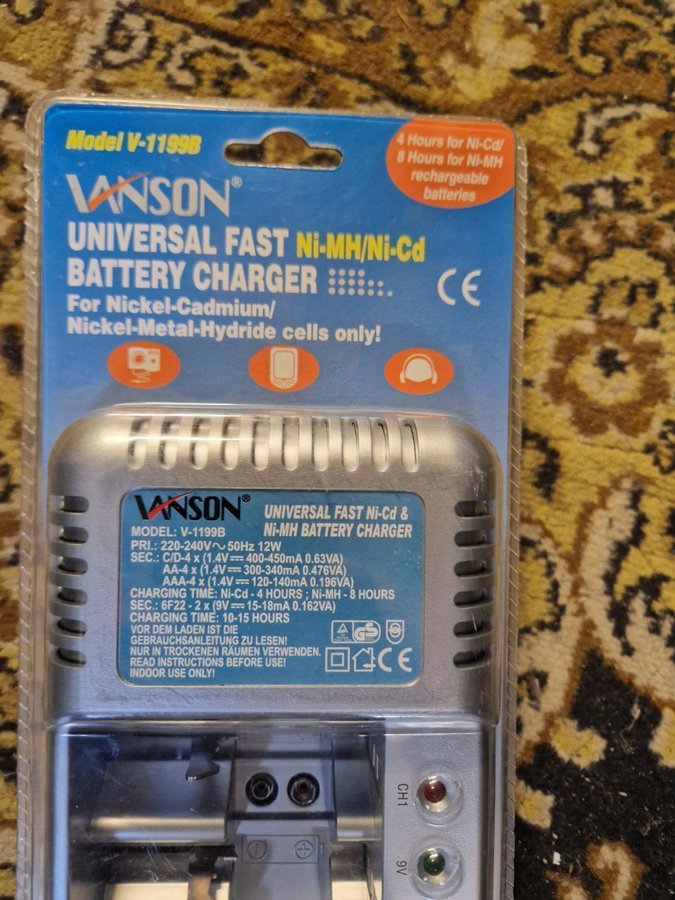 Model V-1199B
4 Hours for Ni-Cd/
8 Hours for Ni-MH
rechargeable
batteries
VANSON®
UNIVERSAL FAST Ni-MH/Ni-Cd
BATTERY CHARGER
For Nickel-Cadmium/
Nickel-Metal-Hydride cells only!
CE
VANSON®
UNIVERSAL FAST Ni-Cd &
Ni-MH BATTERY CHARGER
MODEL: V-1199B
PRI.: 220-240V ~ 50Hz 12W
SEC.: C/D-4 x (1.4V ⎓ 400-450mA 0.63VA)
AA-4 x (1.4V ⎓ 300-340mA 0.476VA)
AAA-4 x (1.4V ⎓ 120-140mA 0.196VA)
CHARGING TIME: Ni-Cd - 4 HOURS ; Ni-MH - 8 HOURS
SEC.: 6F22 - 2 x (9V ⎓ 15-18mA 0.162VA)
CHARGING TIME: 10-15 HOURS
VOR DEM LADEN IST DIE
GEBRAUCHSANLEITUNG ZU LESEN!
NUR IN TROCKENEN RÄUMEN VERWENDEN.
READ INSTRUCTIONS BEFORE USE!
INDOOR USE ONLY!
GS
CE
CH1
9V